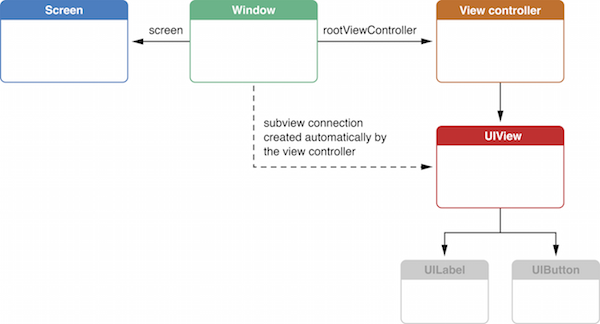 Screen
Window
View controller
screen
rootViewController
subview connection
created automatically by
the view controller
UIView
UILabel
UIButton